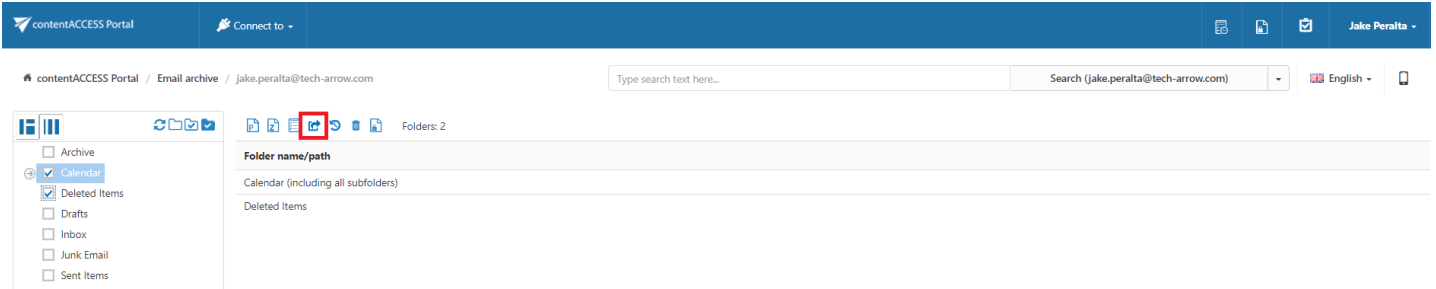 contentACCESS Portal
Connect to
Jake Peralta
contentACCESS Portal / Email archive / jake.peralta@tech-arrow.com
Type search text here...
Search (jake.peralta@tech-arrow.com)
English
Folders: 2
Archive
Calendar
Deleted Items
Drafts
Inbox
Junk Email
Sent Items
Folder name/path
Calendar (including all subfolders)
Deleted Items